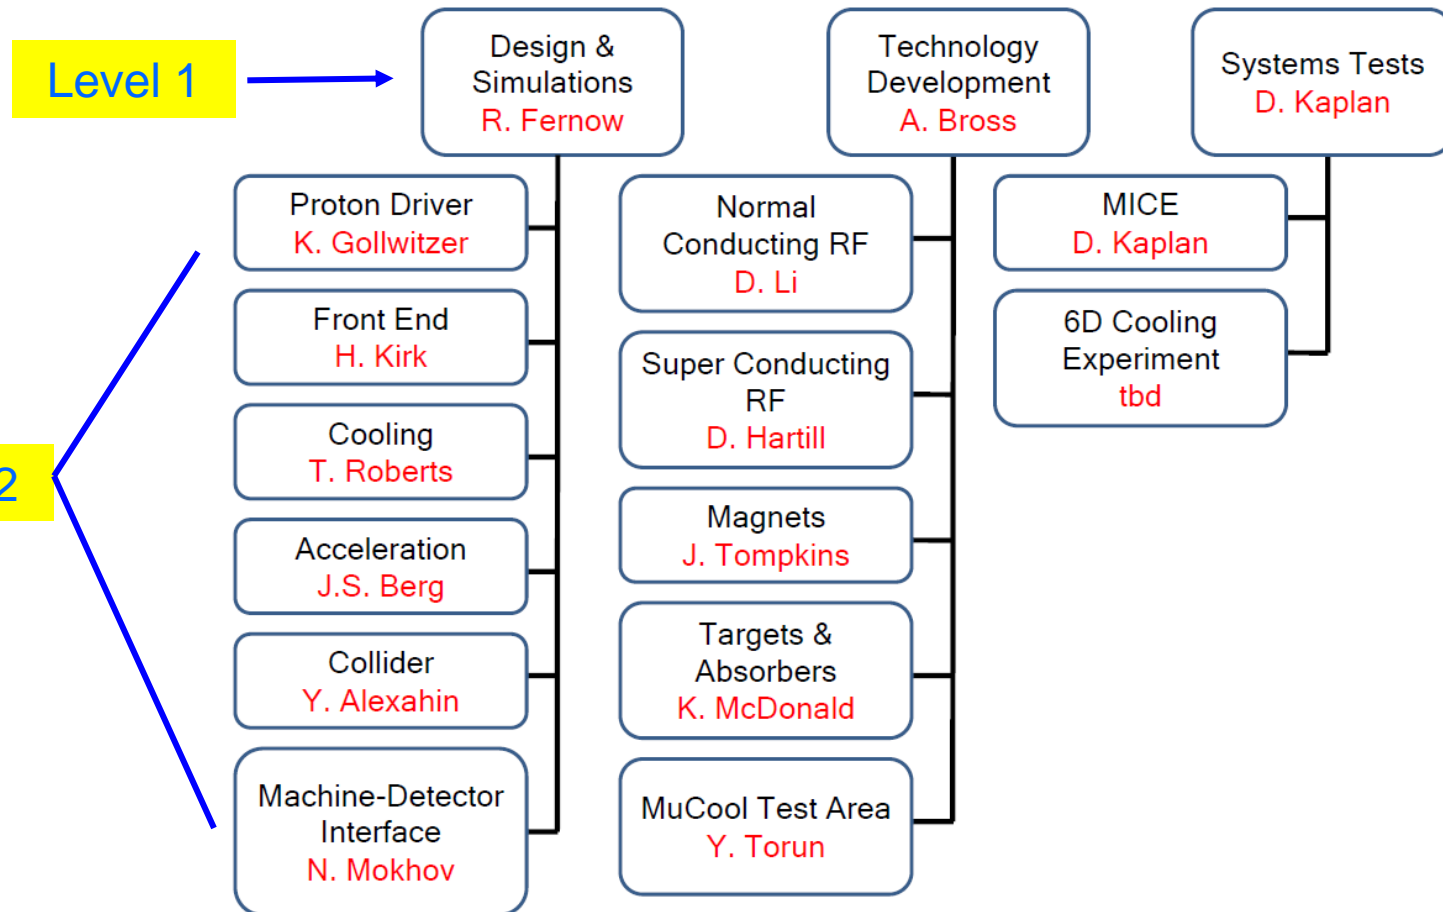 Level 1
Design &
Simulations
R. Fernow
Technology
Development
A. Bross
Systems Tests
D. Kaplan
Proton Driver
K. Gollwitzer
Front End
H. Kirk
Cooling
T. Roberts
Acceleration
J.S. Berg
Collider
Y. Alexahin
Machine-Detector
Interface
N. Mokhov
Normal
Conducting RF
D. Li
Super Conducting
RF
D. Hartill
Magnets
J. Tompkins
Targets &
Absorbers
K. McDonald
MuCool Test Area
Y. Torun
MICE
D. Kaplan
6D Cooling
Experiment
tbd
2